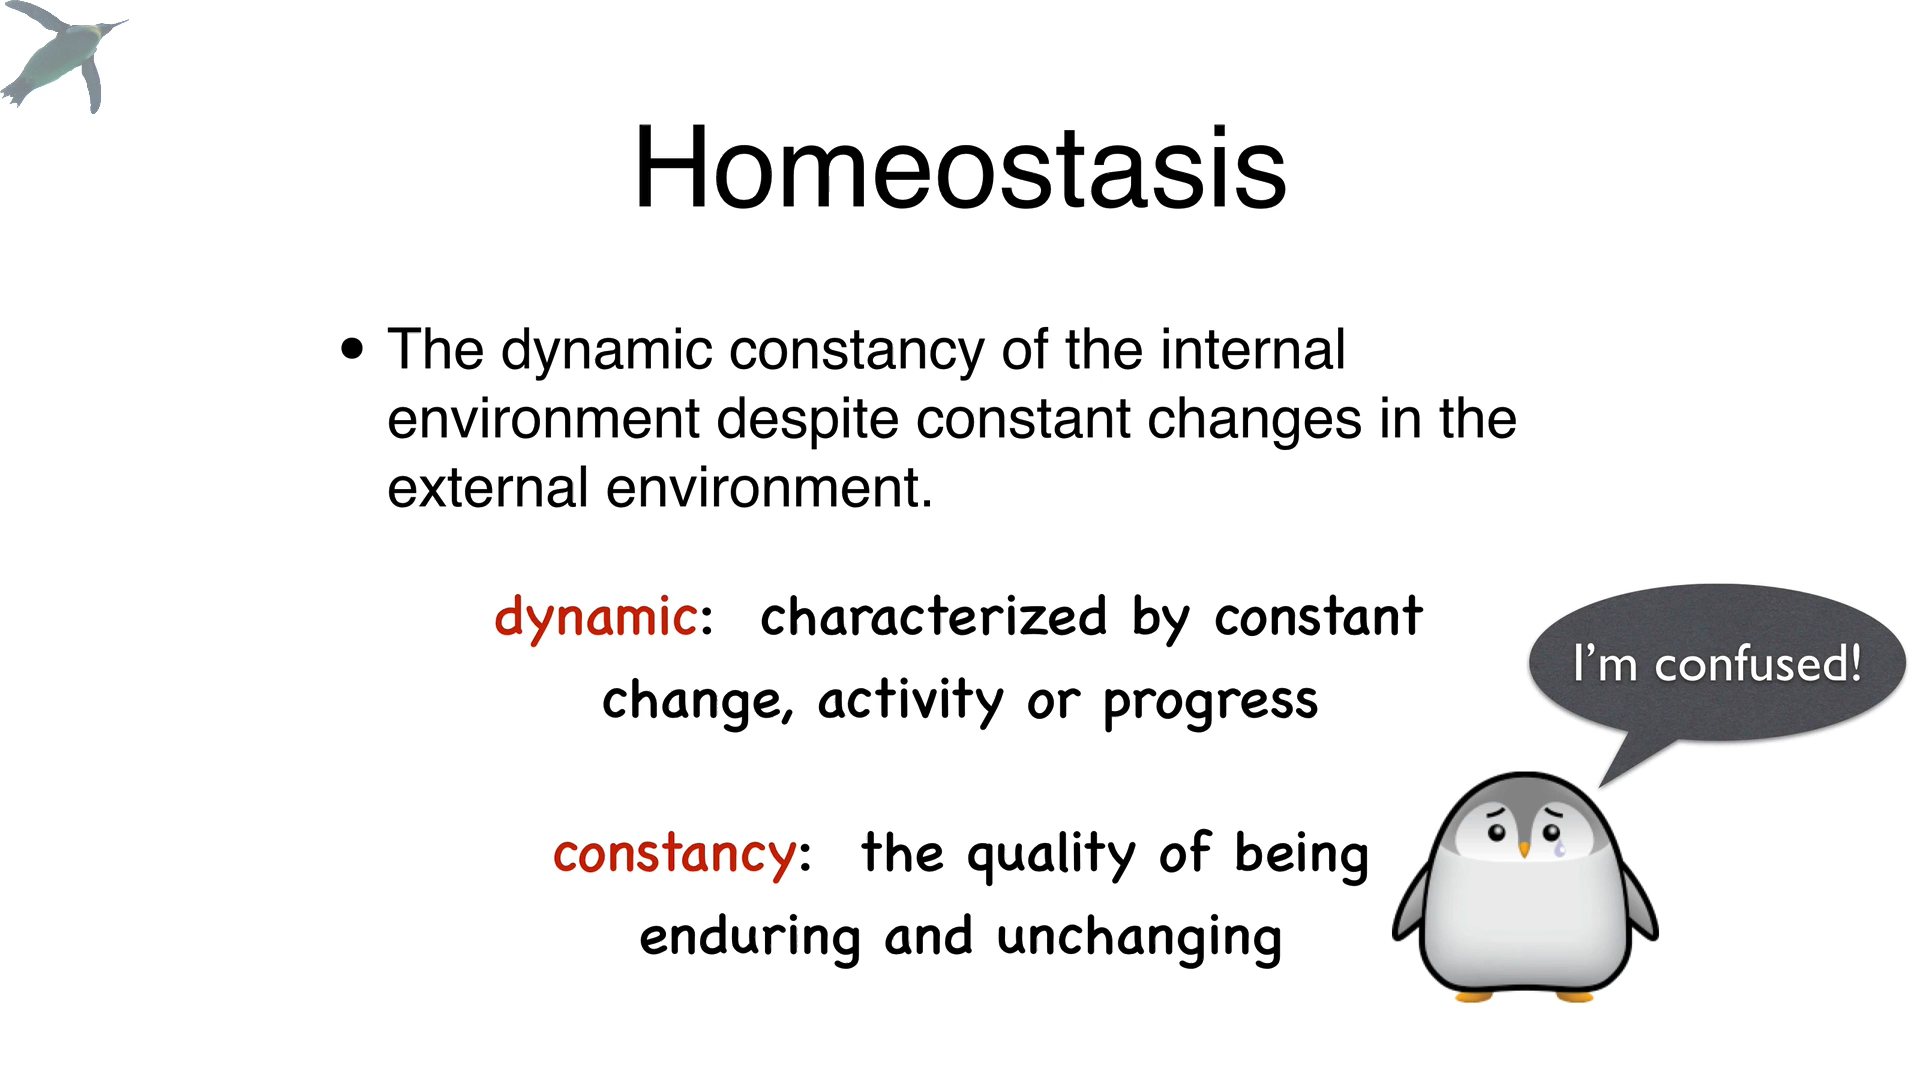 Homeostasis
• The dynamic constancy of the internal
environment despite constant changes in the
external environment.
dynamic: characterized by constant
change, activity or progress
I'm confused!
constancy: the quality of being
enduring and unchanging